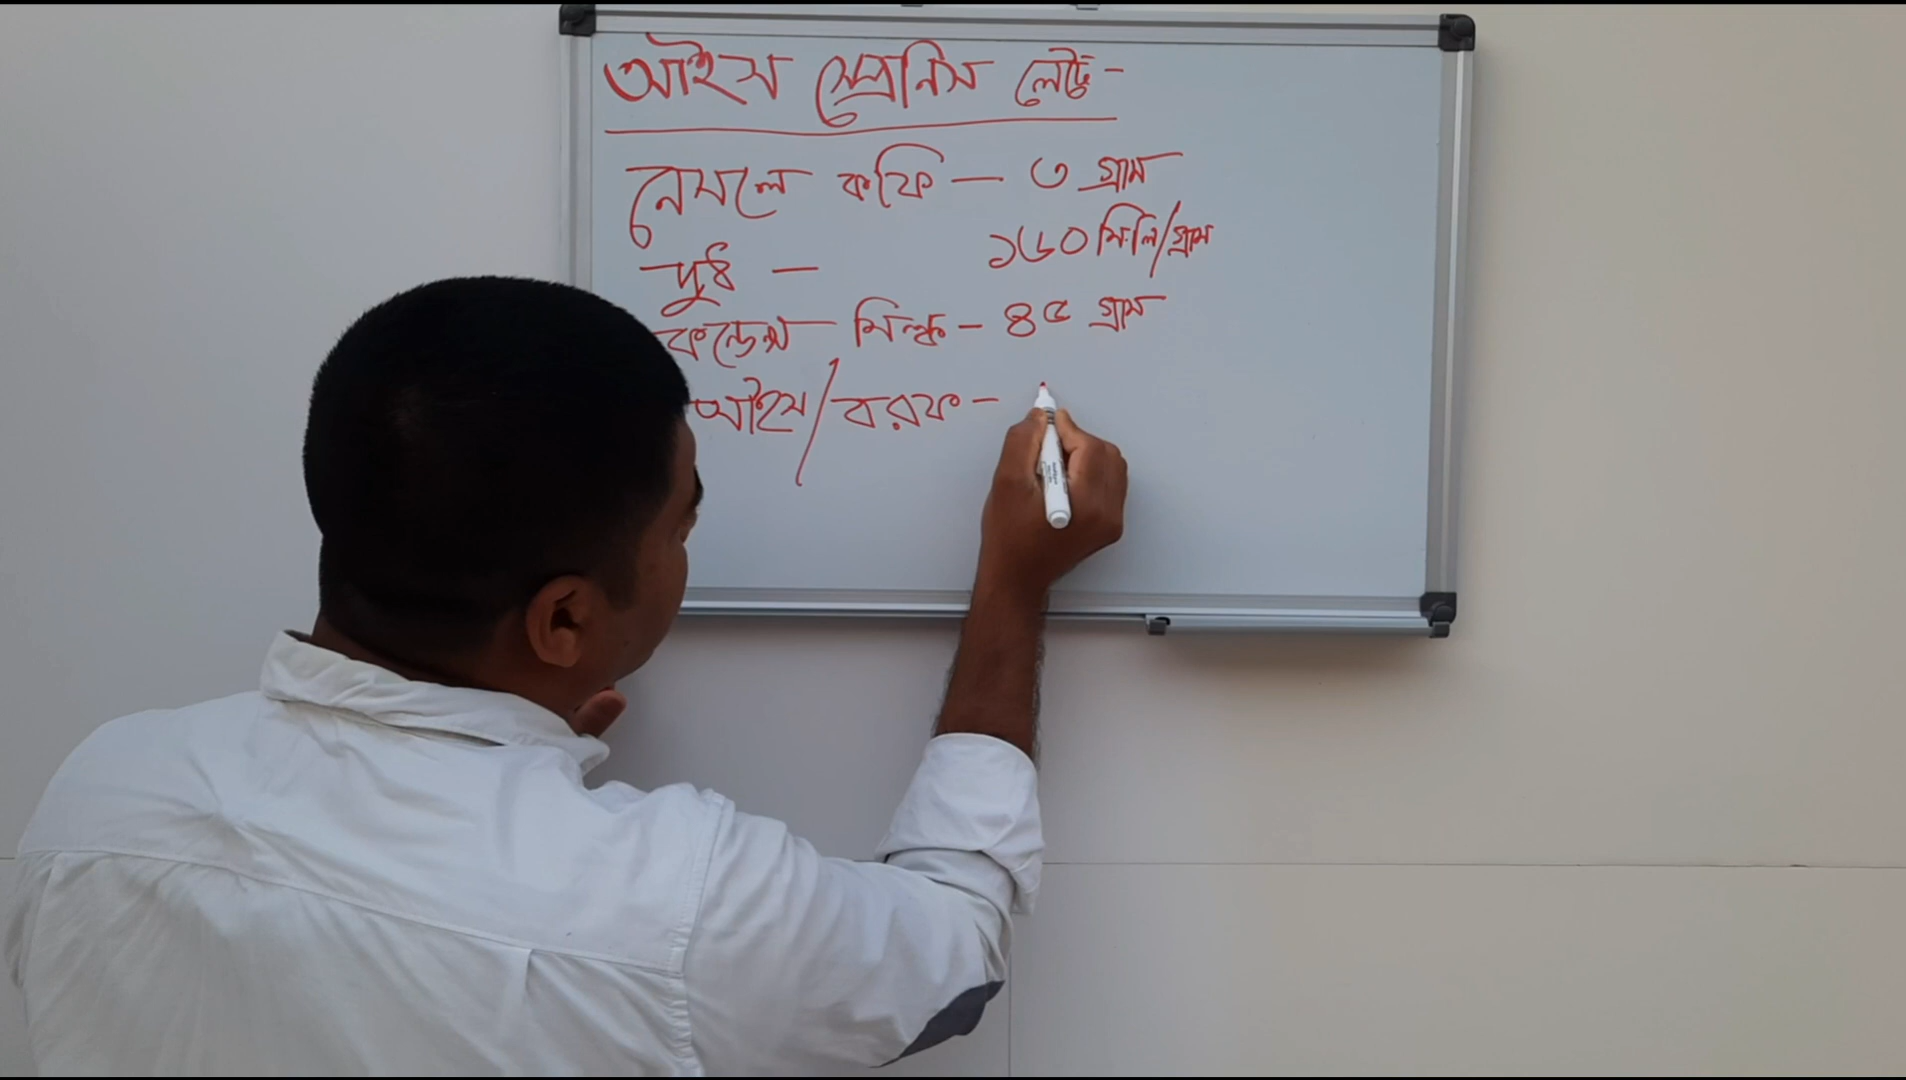 আইস স্প্রেনিস লেটে -
নেসলে কফি — ৩ গ্রাম
দুধ — ১৬০ মিলি/গ্রাম
কন্ডেন্স মিল্ক - ৪৫ গ্রাম
আইস/বরফ -